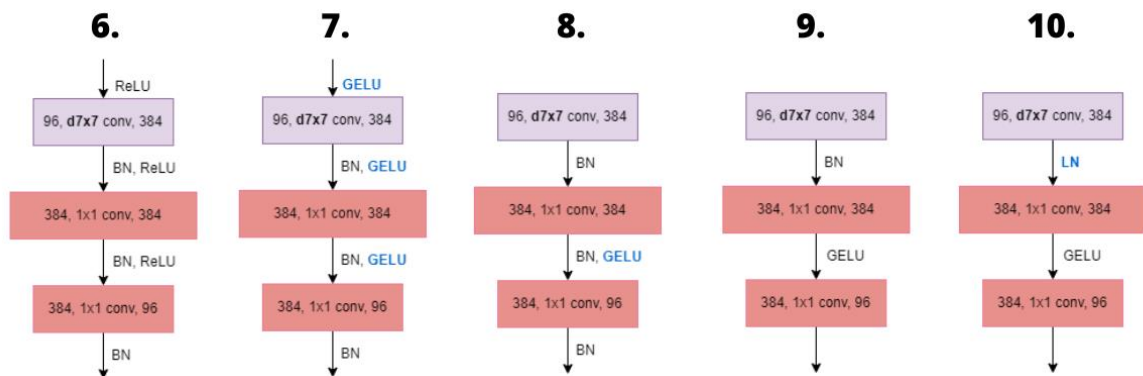 6.
7.
8.
9.
10.
ReLU
GELU
96, d7x7 conv, 384
96, d7x7 conv, 384
96, d7x7 conv, 384
96, d7x7 conv, 384
96, d7x7 conv, 384
BN, ReLU
BN, GELU
BN
BN
LN
384, 1x1 conv, 384
384, 1x1 conv, 384
384, 1x1 conv, 384
384, 1x1 conv, 384
384, 1x1 conv, 384
BN, ReLU
BN, GELU
BN, GELU
GELU
GELU
384, 1x1 conv, 96
384, 1x1 conv, 96
384, 1x1 conv, 96
384, 1x1 conv, 96
384, 1x1 conv, 96
BN
BN
BN